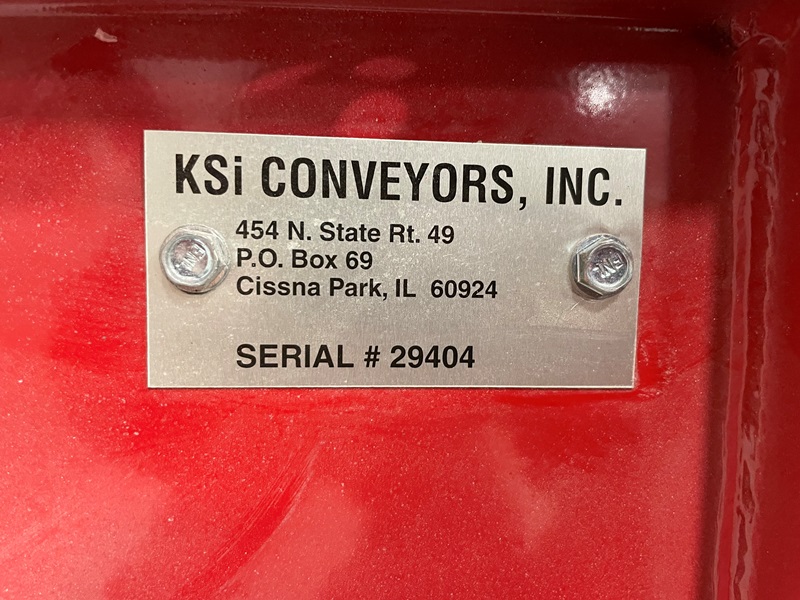 KSi CONVEYORS, INC.
454 N. State Rt. 49
P.O. Box 69
Cissna Park, IL 60924
SERIAL # 29404